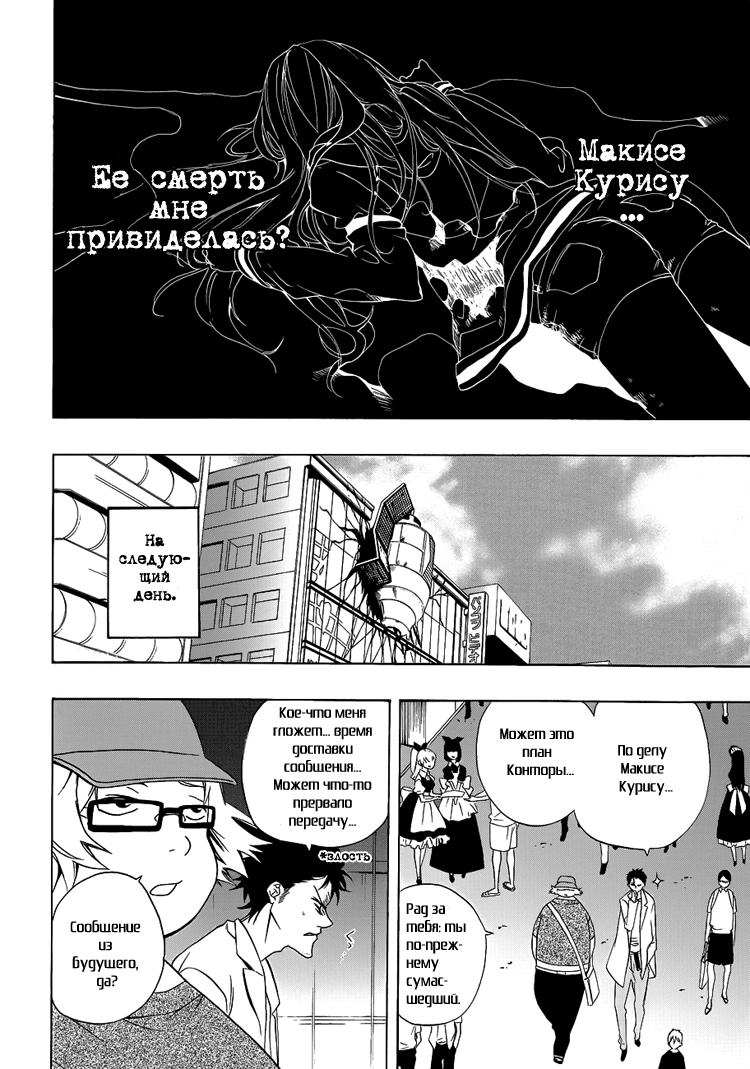 Макисе
Курису
...
Ее смерть
мне
привиделась?
На
следую-
щий
день.
По делу
Макисе
Курису...
Может это
план
Конторы...
Рад за
тебя: ты
по-преж-
нему
сумас-
шедший.
Кое-что меня
гложет... время
доставки
сообщения...
Может что-то
прервало
передачу...
*злость
Сообщение
из
будущего,
да?